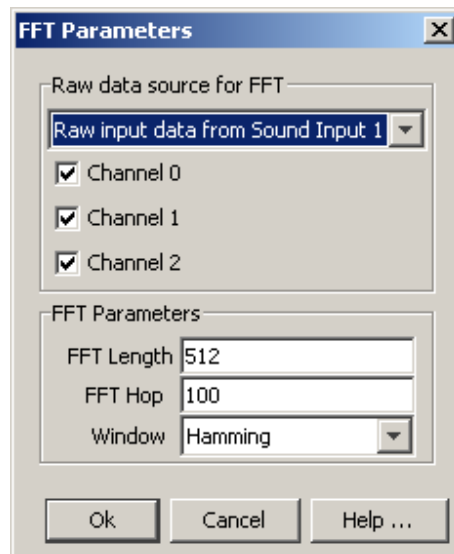 FFT Parameters
Raw data source for FFT
Raw input data from Sound Input 1
Channel 0
Channel 1
Channel 2
FFT Parameters
FFT Length 512
FFT Hop 100
Window Hamming
Ok Cancel Help ...